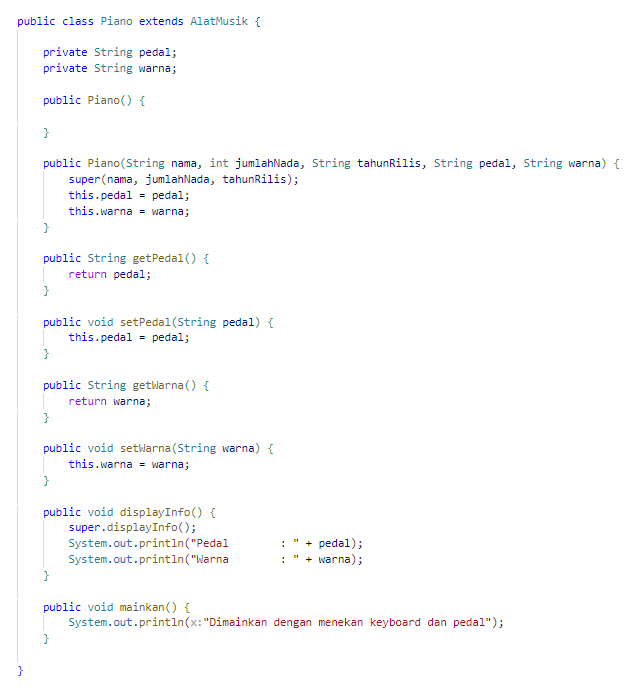 public class Piano extends AlatMusik {
    private String pedal;
    private String warna;
    public Piano() {
    }
    public Piano(String nama, int jumlahNada, String tahunRilis, String pedal, String warna) {
        super(nama, jumlahNada, tahunRilis);
        this.pedal = pedal;
        this.warna = warna;
    }
    public String getPedal() {
        return pedal;
    }
    public void setPedal(String pedal) {
        this.pedal = pedal;
    }
    public String getWarna() {
        return warna;
    }
    public void setWarna(String warna) {
        this.warna = warna;
    }
    public void displayInfo() {
        super.displayInfo();
        System.out.println("Pedal        : " + pedal);
        System.out.println("Warna        : " + warna);
    }
    public void mainkan() {
        System.out.println(x:"Dimainkan dengan menekan keyboard dan pedal");
    }
}